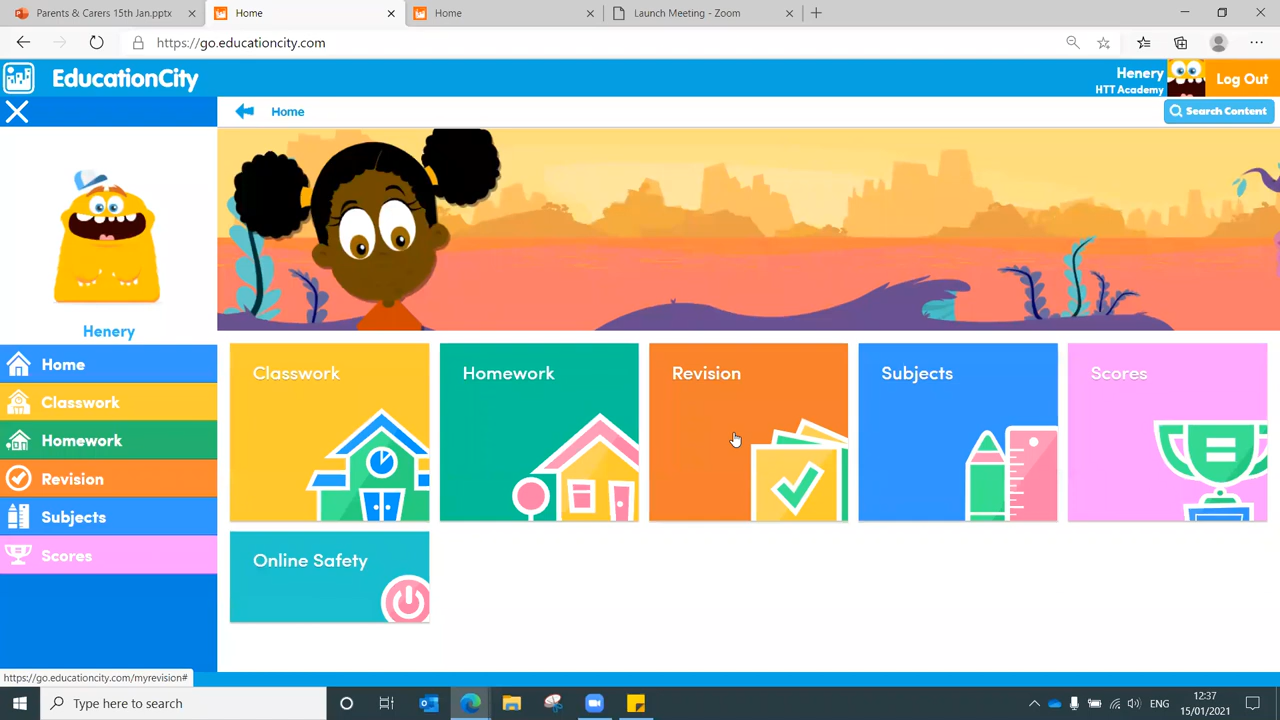 Parents & Carers 15th Jan.pptx
Home
Home
Launch Meeting - Zoom
https://go.educationcity.com
EducationCity
Henery
HTT Academy
Log Out
Home
Search Content
Henery
Home
Classwork
Homework
Revision
Subjects
Scores
Classwork
Homework
Revision
Subjects
Scores
Online Safety
https://go.educationcity.com/myrevision#
Type here to search
ENG
12:37
15/01/2021